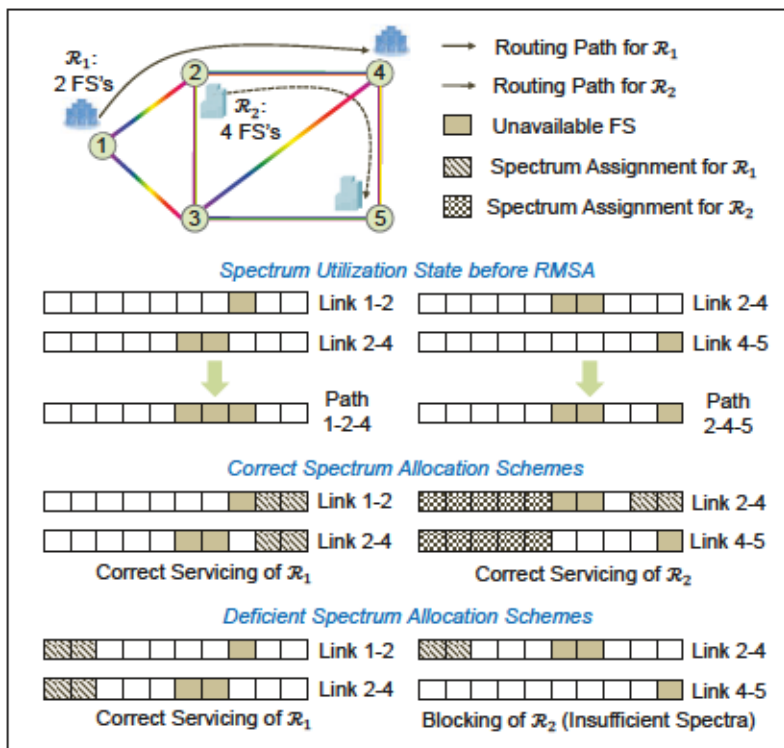 ℛ₁:
2 FS's
1
2
3
4
5
ℛ₂:
4 FS's
Routing Path for ℛ₁
Routing Path for ℛ₂
Unavailable FS
Spectrum Assignment for ℛ₁
Spectrum Assignment for ℛ₂
Spectrum Utilization State before RMSA
Link 1-2
Link 2-4
Link 2-4
Link 4-5
Path
1-2-4
Path
2-4-5
Correct Spectrum Allocation Schemes
Link 1-2
Link 2-4
Link 2-4
Link 4-5
Correct Servicing of ℛ₁
Correct Servicing of ℛ₂
Deficient Spectrum Allocation Schemes
Link 1-2
Link 2-4
Link 2-4
Link 4-5
Correct Servicing of ℛ₁
Blocking of ℛ₂ (Insufficient Spectra)